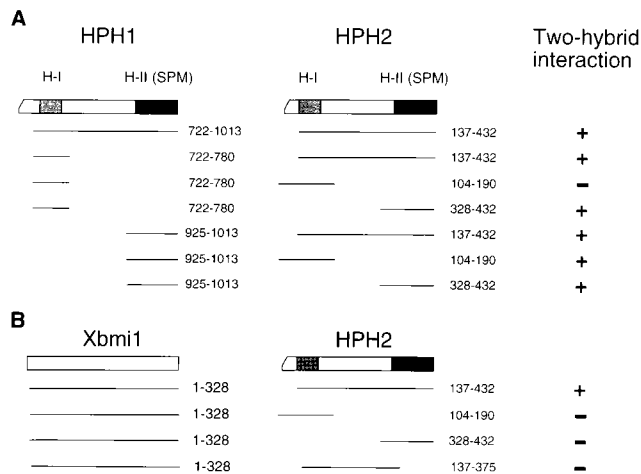 A
HPH1 HPH2 Two-hybrid interaction
H-I H-II (SPM) H-I H-II (SPM)
722-1013 137-432 +
722-780 137-432 +
722-780 104-190 -
722-780 328-432 +
925-1013 137-432 +
925-1013 104-190 +
925-1013 328-432 +
B
Xbmi1 HPH2
1-328 137-432 +
1-328 104-190 -
1-328 328-432 -
1-328 137-375 -